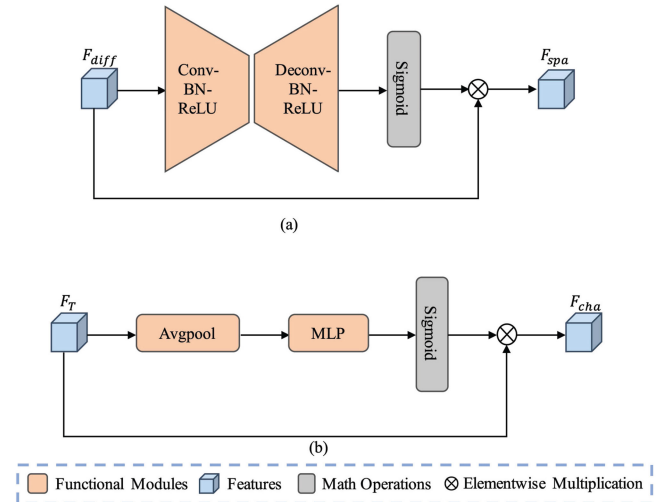 F_diff
Conv-
BN-
ReLU
Deconv-
BN-
ReLU
Sigmoid
F_spa
(a)
F_T
Avgpool
MLP
Sigmoid
F_cha
(b)
Functional Modules
Features
Math Operations
Elementwise Multiplication